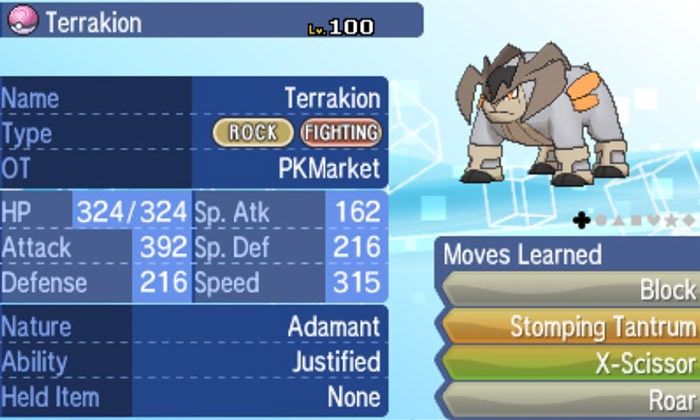 Terrakion Lv.100
Name Terrakion
Type ROCK FIGHTING
OT PKMarket
HP 324/324 Sp. Atk 162
Attack 392 Sp. Def 216
Defense 216 Speed 315
Nature Adamant
Ability Justified
Held Item None
Moves Learned
Block
Stomping Tantrum
X-Scissor
Roar